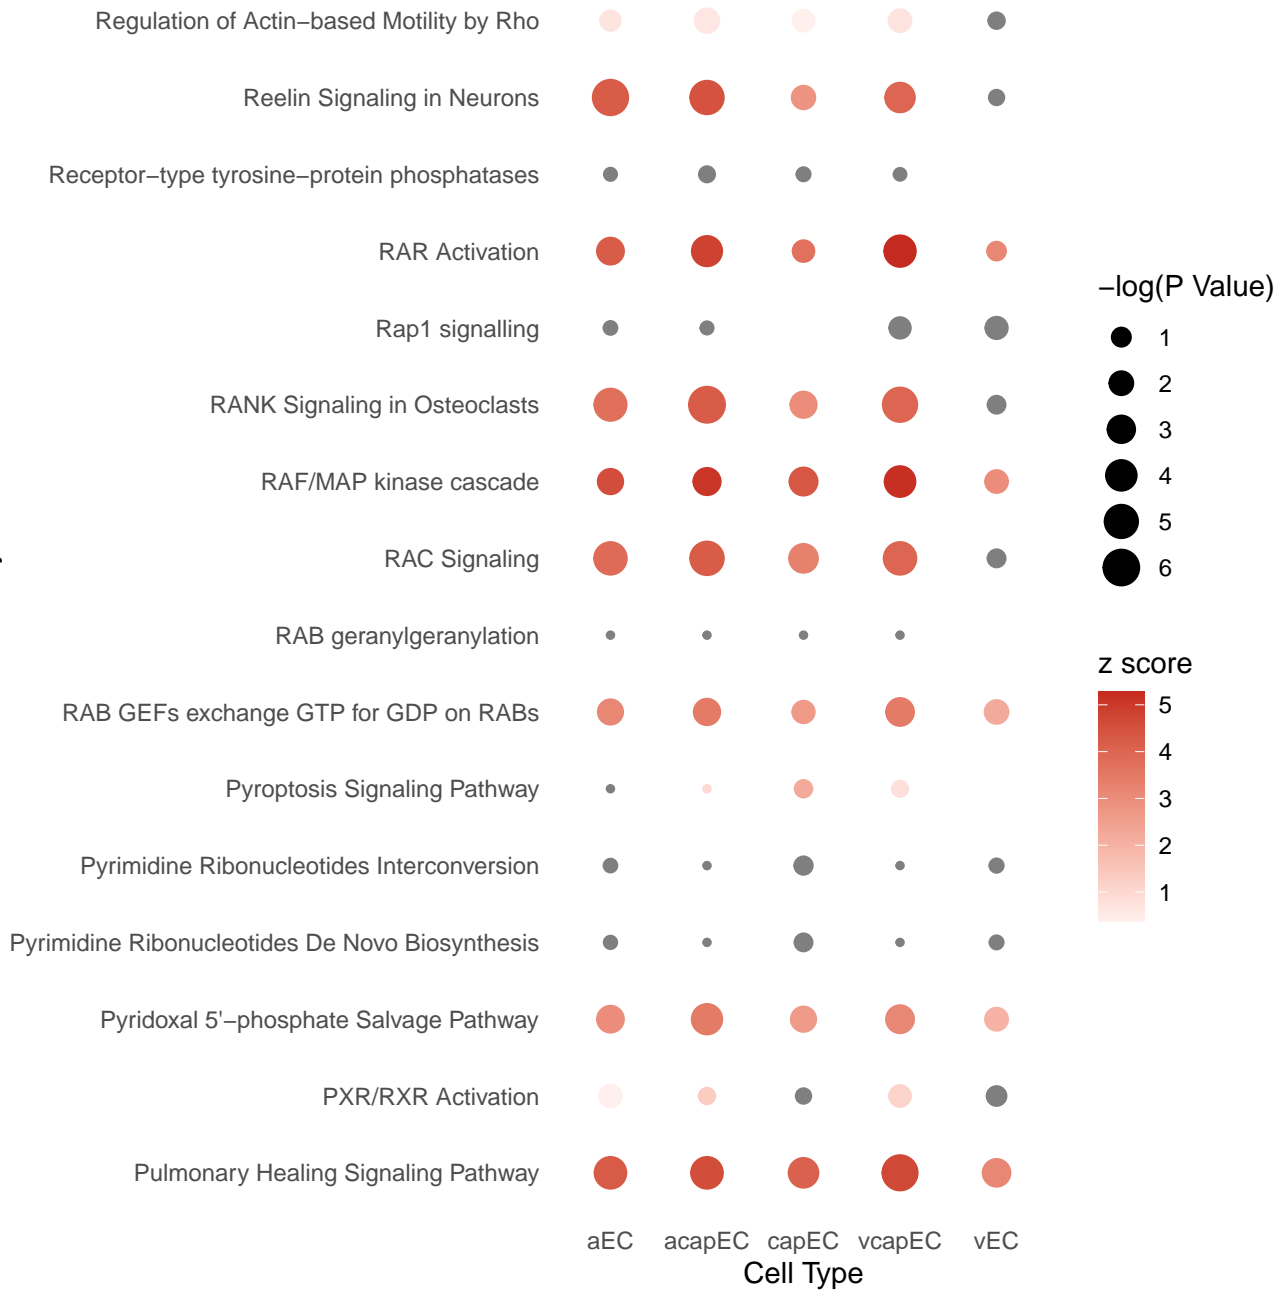 Regulation of Actin−based Motility by Rho
Reelin Signaling in Neurons
Receptor−type tyrosine−protein phosphatases
RAR Activation
Rap1 signalling
RANK Signaling in Osteoclasts
RAF/MAP kinase cascade
RAC Signaling
RAB geranylgeranylation
RAB GEFs exchange GTP for GDP on RABs
Pyroptosis Signaling Pathway
Pyrimidine Ribonucleotides Interconversion
Pyrimidine Ribonucleotides De Novo Biosynthesis
Pyridoxal 5'−phosphate Salvage Pathway
PXR/RXR Activation
Pulmonary Healing Signaling Pathway
aEC acapEC capEC vcapEC vEC
Cell Type
−log(P Value)
1
2
3
4
5
6
z score
5
4
3
2
1